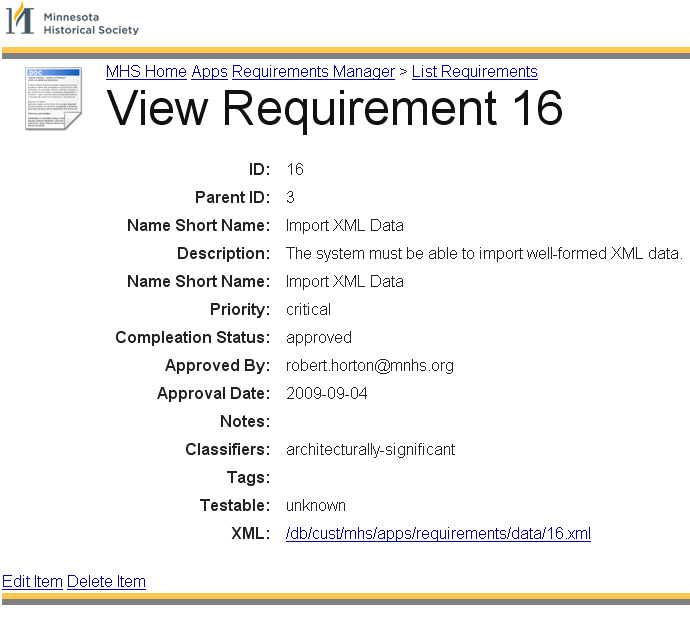 Minnesota
Historical Society
DOC
MHS Home Apps Requirements Manager > List Requirements
View Requirement 16
ID: 16
Parent ID: 3
Name Short Name: Import XML Data
Description: The system must be able to import well-formed XML data.
Name Short Name: Import XML Data
Priority: critical
Compleation Status: approved
Approved By: robert.horton@mnhs.org
Approval Date: 2009-09-04
Notes:
Classifiers: architecturally-significant
Tags:
Testable: unknown
XML: /db/cust/mhs/apps/requirements/data/16.xml
Edit Item Delete Item